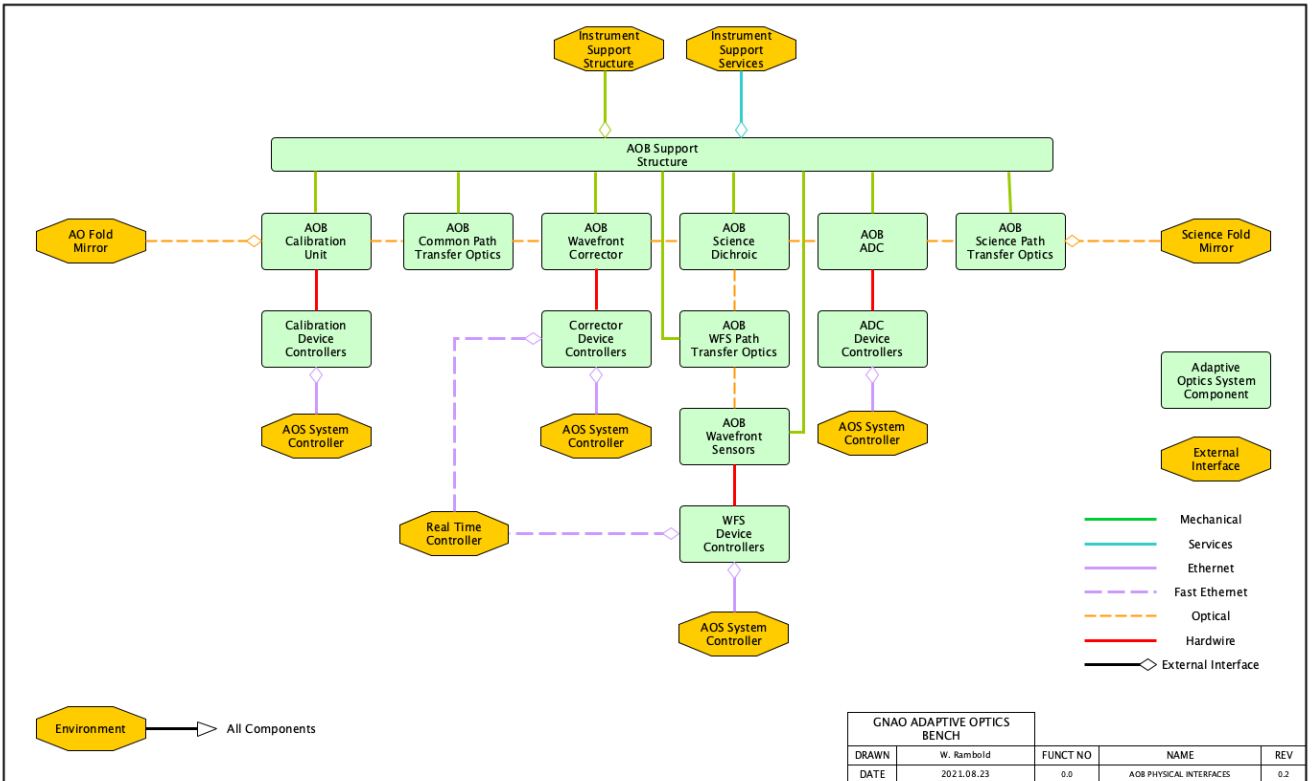 Instrument
Support
Structure
Instrument
Support
Services
AOB Support
Structure
AO Fold
Mirror
AOB
Calibration
Unit
AOB
Common Path
Transfer Optics
AOB
Wavefront
Corrector
AOB
Science
Dichroic
AOB
ADC
AOB
Science Path
Transfer Optics
Science Fold
Mirror
Calibration
Device
Controllers
Corrector
Device
Controllers
AOB
WFS Path
Transfer Optics
ADC
Device
Controllers
Adaptive
Optics System
Component
AOS System
Controller
AOS System
Controller
AOB
Wavefront
Sensors
AOS System
Controller
External
Interface
Real Time
Controller
WFS
Device
Controllers
AOS System
Controller
Mechanical
Services
Ethernet
Fast Ethernet
Optical
Hardwire
External Interface
Environment
All Components
GNAO ADAPTIVE OPTICS
BENCH
DRAWN W. Rambold FUNCT NO NAME REV
DATE 2021.08.23 0.0 AOB PHYSICAL INTERFACES 0.2